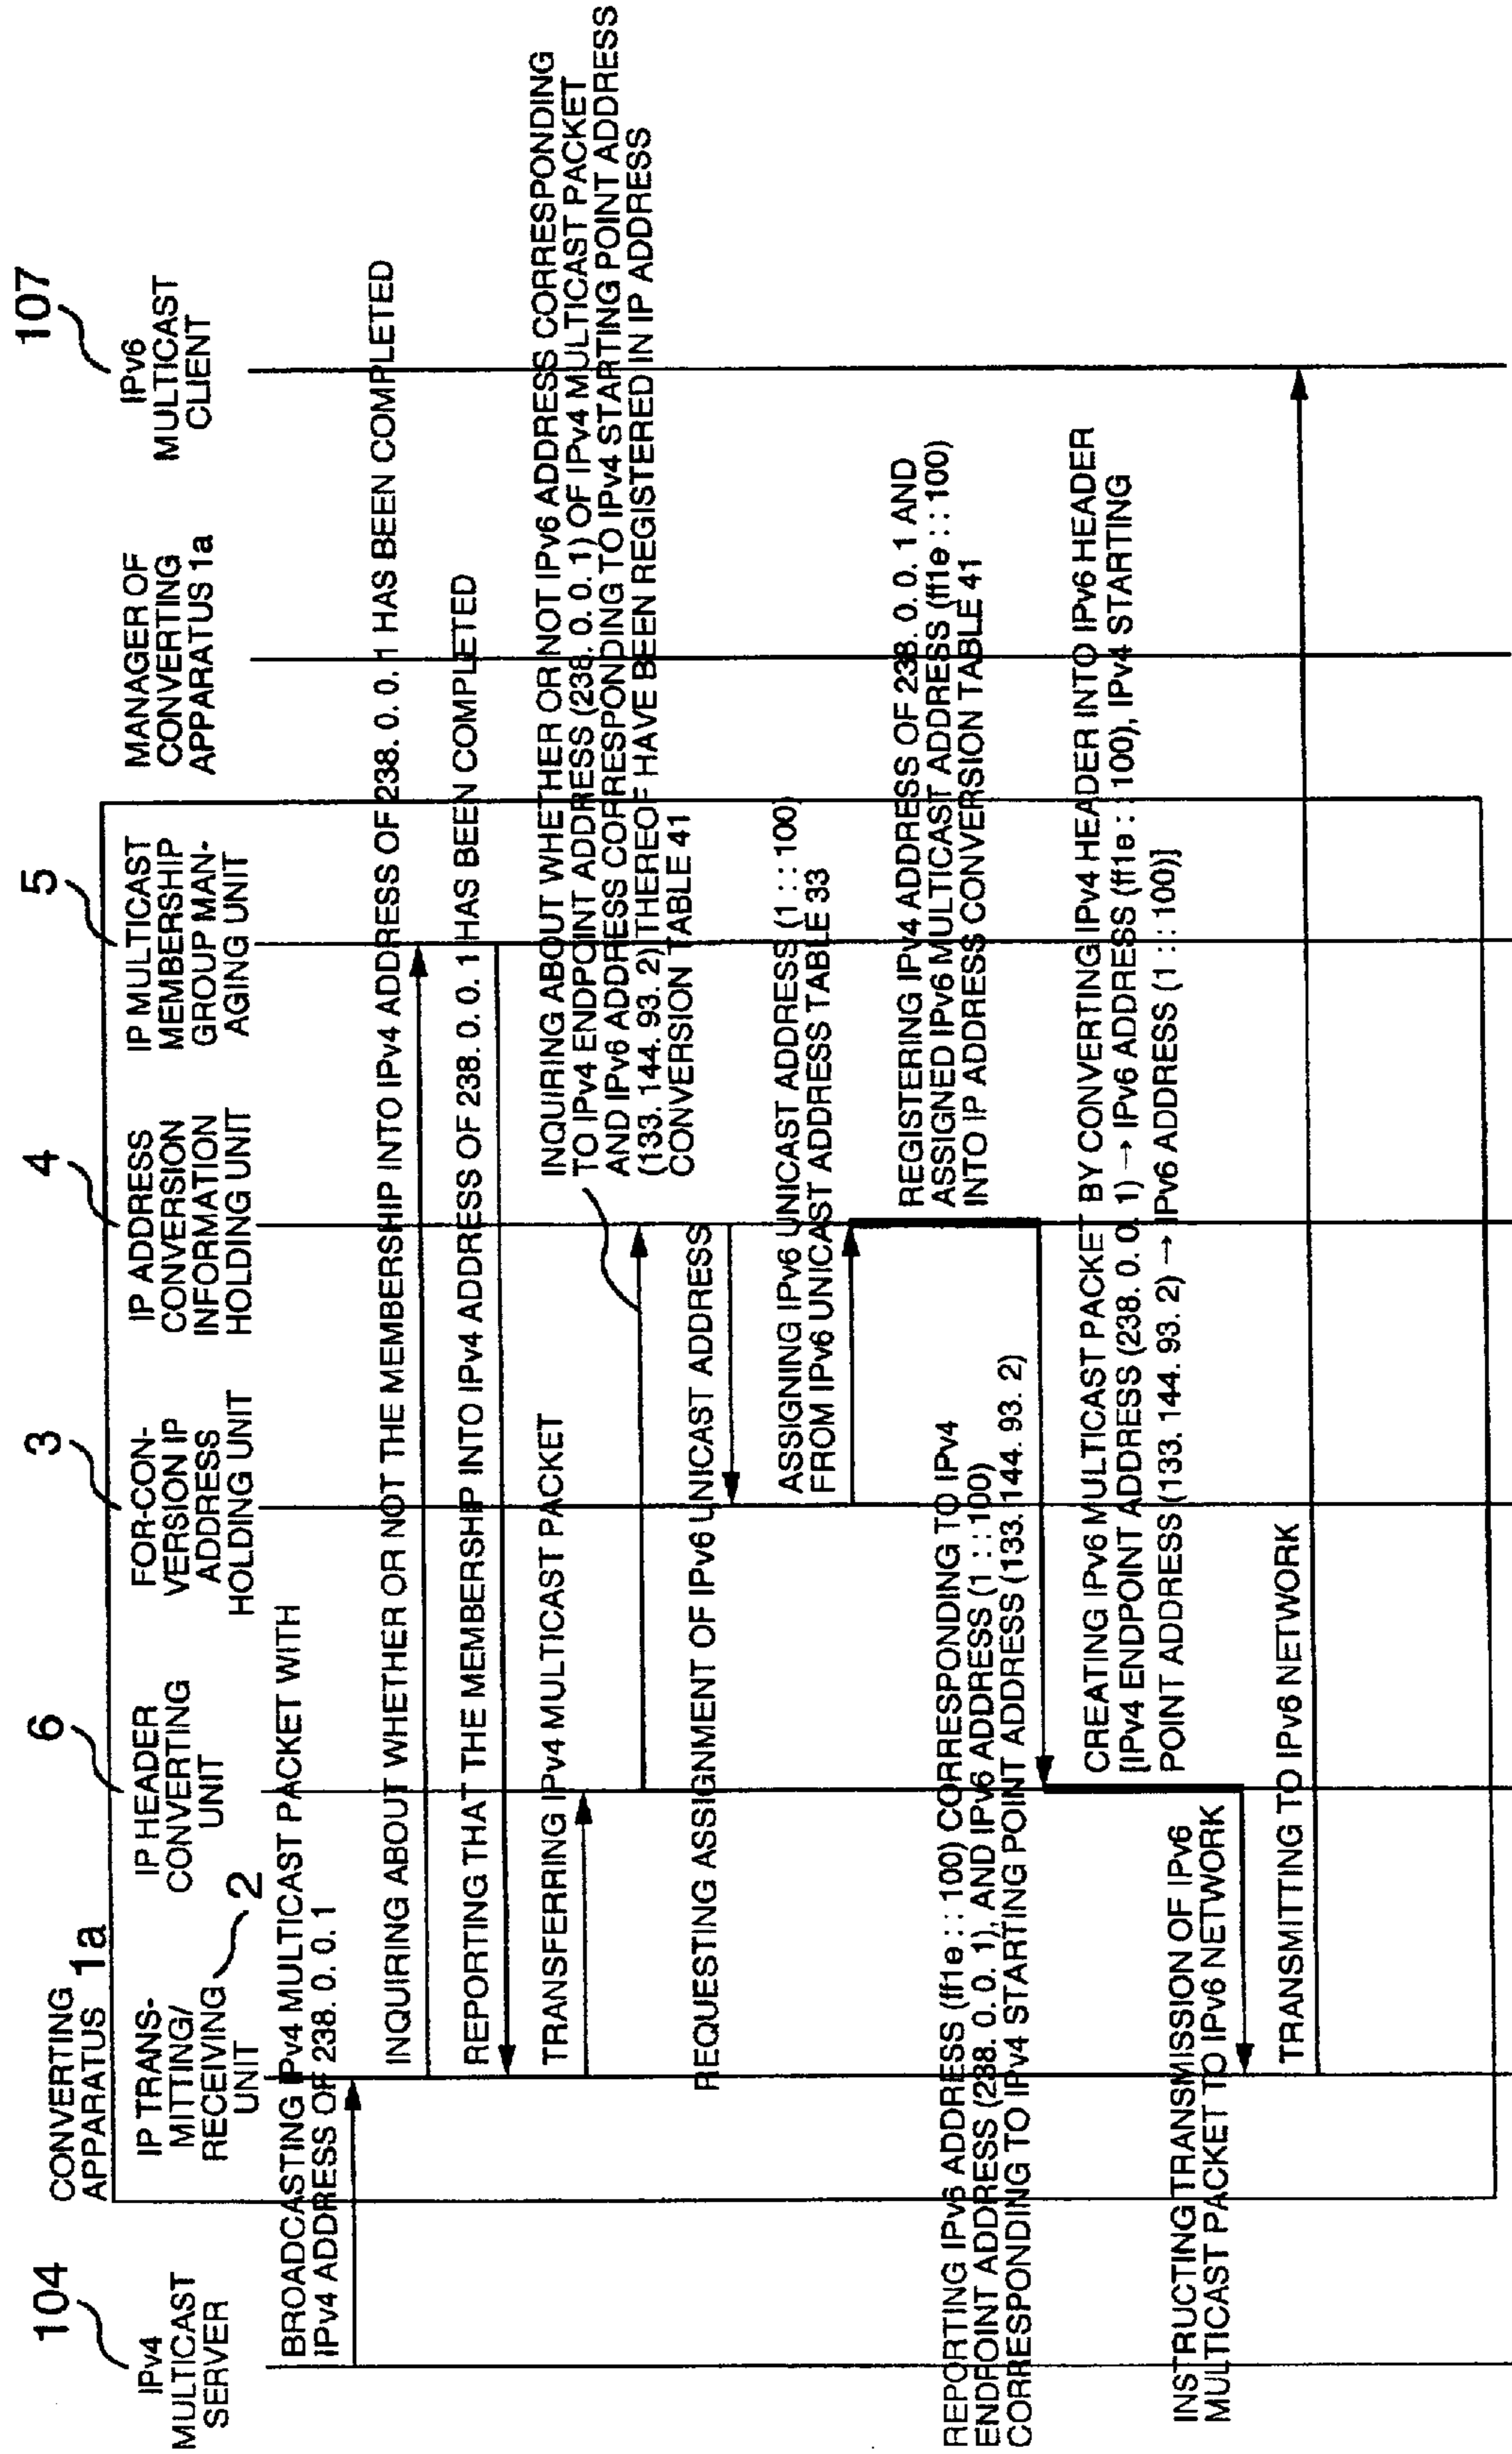 CONVERTING
APPARATUS 1a
104
IPv4
MULTICAST
SERVER
IP TRANS-
MITTING/
RECEIVING
UNIT
2
6
IP HEADER
CONVERTING
UNIT
3
FOR-CON-
VERSION IP
ADDRESS
HOLDING UNIT
4
IP ADDRESS
CONVERSION
INFORMATION
HOLDING UNIT
5
IP MULTICAST
MEMBERSHIP
GROUP MAN-
AGING UNIT
MANAGER OF
CONVERTING
APPARATUS 1a
107
IPv6
MULTICAST
CLIENT
BROADCASTING IPv4 MULTICAST PACKET WITH
IPv4 ADDRESS OF 238. 0. 0. 1
INQUIRING ABOUT WHETHER OR NOT THE MEMBERSHIP INTO IPv4 ADDRESS OF 238. 0. 0. 1 HAS BEEN COMPLETED
REPORTING THAT THE MEMBERSHIP INTO IPv4 ADDRESS OF 238. 0. 0. 1 HAS BEEN COMPLETED
TRANSFERRING IPv4 MULTICAST PACKET
INQUIRING ABOUT WHETHER OR NOT IPv6 ADDRESS CORRESPONDING
TO IPv4 ENDPOINT ADDRESS (238. 0. 0. 1) OF IPv4 MULTICAST PACKET
AND IPv6 ADDRESS CORRESPONDING TO IPv4 STARTING POINT ADDRESS
(133. 144. 93. 2) THEREOF HAVE BEEN REGISTERED IN IP ADDRESS
CONVERSION TABLE 41
REQUESTING ASSIGNMENT OF IPv6 UNICAST ADDRESS
ASSIGNING IPv6 UNICAST ADDRESS (1 : : 100)
FROM IPv6 UNICAST ADDRESS TABLE 33
REGISTERING IPv4 ADDRESS OF 238. 0. 0. 1 AND
ASSIGNED IPv6 MULTICAST ADDRESS (ff1e : : 100)
INTO IP ADDRESS CONVERSION TABLE 41
REPORTING IPv6 ADDRESS (ff1e : : 100) CORRESPONDING TO IPv4
ENDPOINT ADDRESS (238. 0. 0. 1), AND IPv6 ADDRESS (1 : : 100)
CORRESPONDING TO IPv4 STARTING POINT ADDRESS (133. 144. 93. 2)
CREATING IPv6 MULTICAST PACKET BY CONVERTING IPv4 HEADER INTO IPv6 HEADER
[IPv4 ENDPOINT ADDRESS (238. 0. 0. 1) → IPv6 ADDRESS (ff1e : : 100), IPv4 STARTING
POINT ADDRESS (133. 144. 93. 2) → IPv6 ADDRESS (1 : : 100)]
INSTRUCTING TRANSMISSION OF IPv6
MULTICAST PACKET TO IPv6 NETWORK
TRANSMITTING TO IPv6 NETWORK